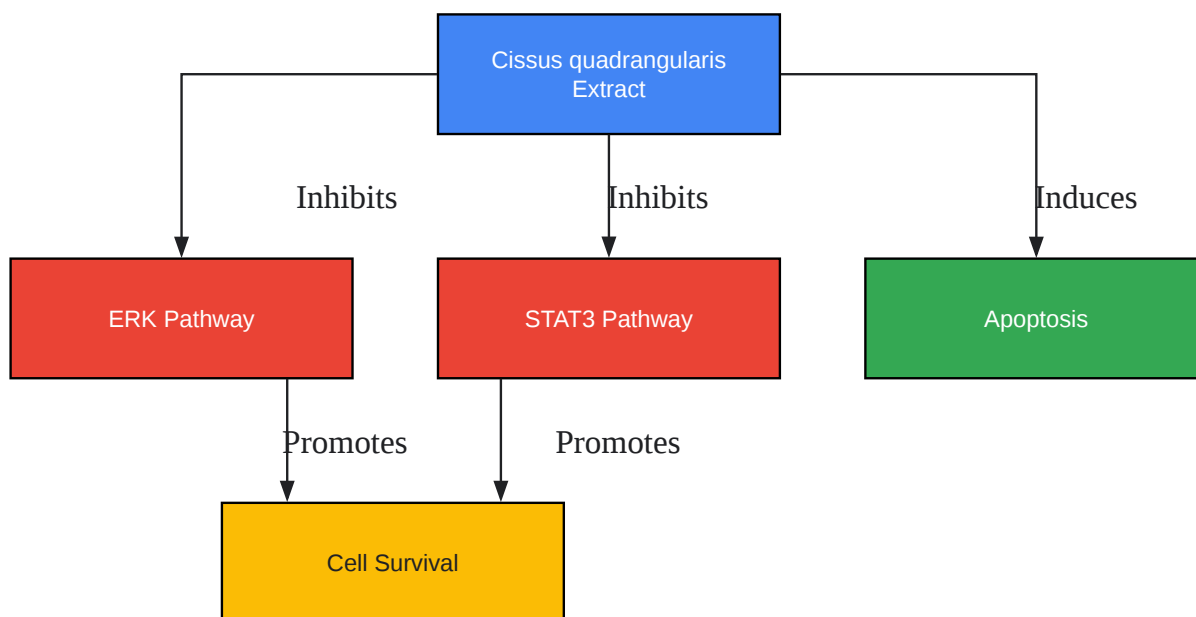 Cissus quadrangularis
Extract
Inhibits
Inhibits
Induces
ERK Pathway
STAT3 Pathway
Apoptosis
Promotes
Promotes
Cell Survival